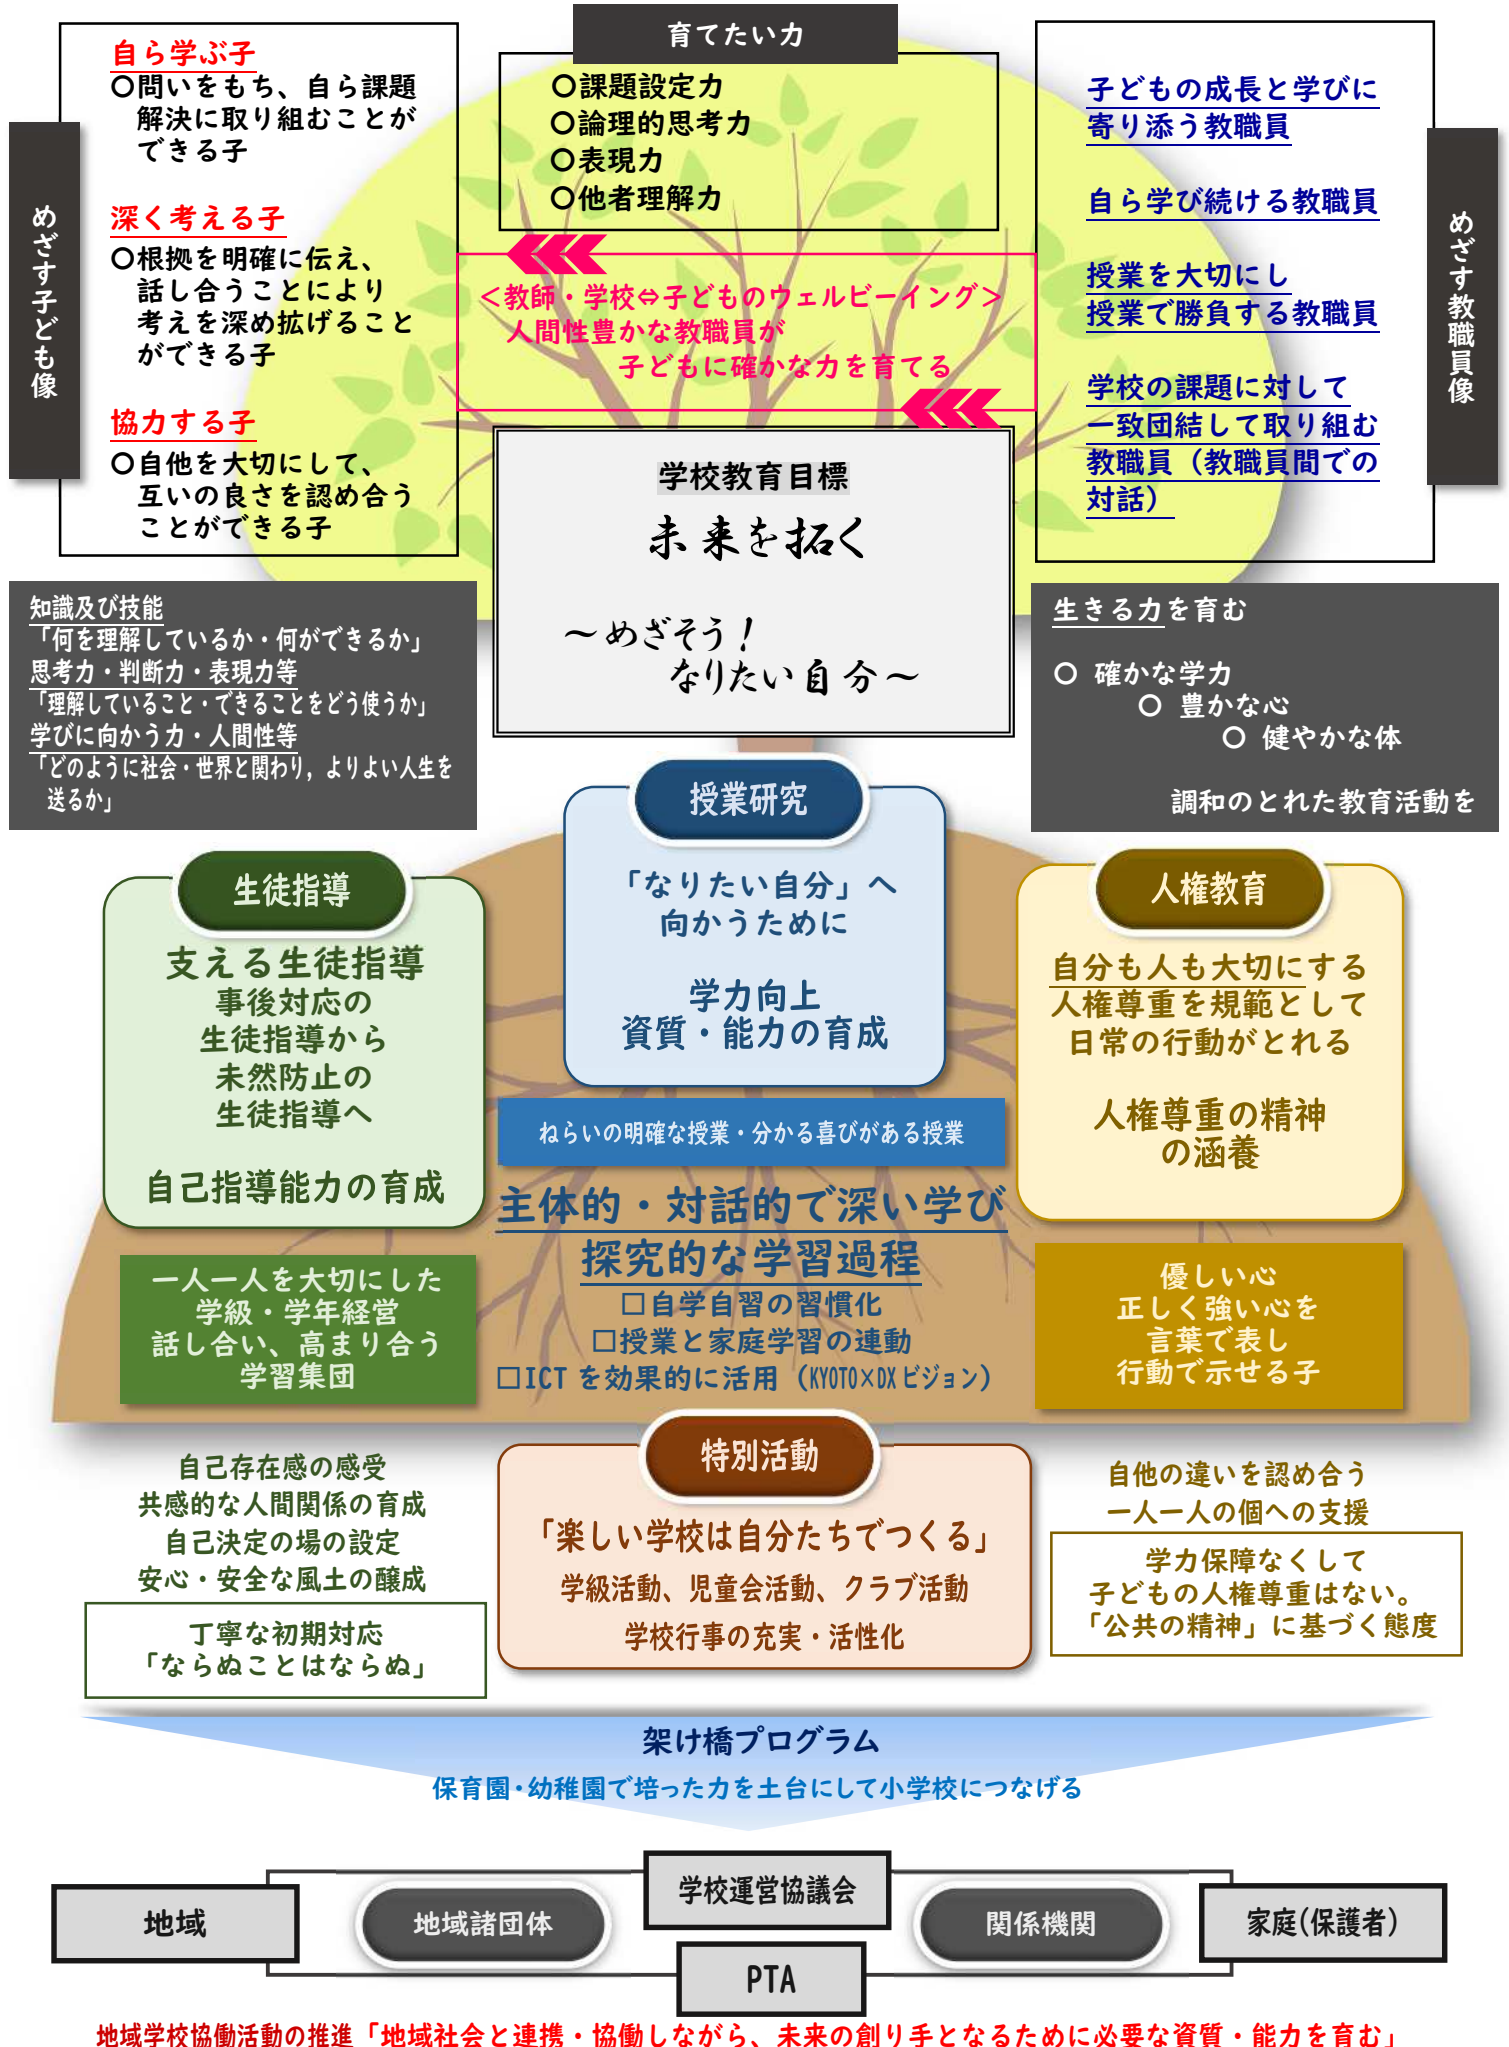 育てたい力
〇課題設定力
〇論理的思考力
〇表現力
〇他者理解力
めざす子ども像
自ら学ぶ子
〇問いをもち、自ら課題
解決に取り組むことが
できる子
深く考える子
〇根拠を明確に伝え、
話し合うことにより
考えを深め拡げること
ができる子
協力する子
〇自他を大切にして、
互いの良さを認め合う
ことができる子
めざす教職員像
子どもの成長と学びに
寄り添う教職員
自ら学び続ける教職員
授業を大切にし
授業で勝負する教職員
学校の課題に対して
一致団結して取り組む
教職員（教職員間での
対話）
＜教師・学校⇔子どものウェルビーイング＞
人間性豊かな教職員が
子どもに確かな力を育てる
学校教育目標
未来を拓く
～めざそう！
なりたい自分～
知識及び技能
「何を理解しているか・何ができるか」
思考力・判断力・表現力等
「理解していること・できることをどう使うか」
学びに向かう力・人間性等
「どのように社会・世界と関わり，よりよい人生を
送るか」
生きる力を育む
〇 確かな学力
〇 豊かな心
〇 健やかな体
調和のとれた教育活動を
授業研究
「なりたい自分」へ
向かうために
学力向上
資質・能力の育成
ねらいの明確な授業・分かる喜びがある授業
主体的・対話的で深い学び
探究的な学習過程
□自学自習の習慣化
□授業と家庭学習の連動
□ICTを効果的に活用（KYOTO×DXビジョン）
生徒指導
支える生徒指導
事後対応の
生徒指導から
未然防止の
生徒指導へ
自己指導能力の育成
一人一人を大切にした
学級・学年経営
話し合い、高まり合う
学習集団
自己存在感の感受
共感的な人間関係の育成
自己決定の場の設定
安心・安全な風土の醸成
丁寧な初期対応
「ならぬことはならぬ」
人権教育
自分も人も大切にする
人権尊重を規範として
日常の行動がとれる
人権尊重の精神
の涵養
優しい心
正しく強い心を
言葉で表し
行動で示せる子
自他の違いを認め合う
一人一人の個への支援
学力保障なくして
子どもの人権尊重はない。
「公共の精神」に基づく態度
特別活動
「楽しい学校は自分たちでつくる」
学級活動、児童会活動、クラブ活動
学校行事の充実・活性化
架け橋プログラム
保育園・幼稚園で培った力を土台にして小学校につなげる
地域
地域諸団体
学校運営協議会
PTA
関係機関
家庭(保護者)
地域学校協働活動の推進「地域社会と連携・協働しながら、未来の創り手となるために必要な資質・能力を育む」